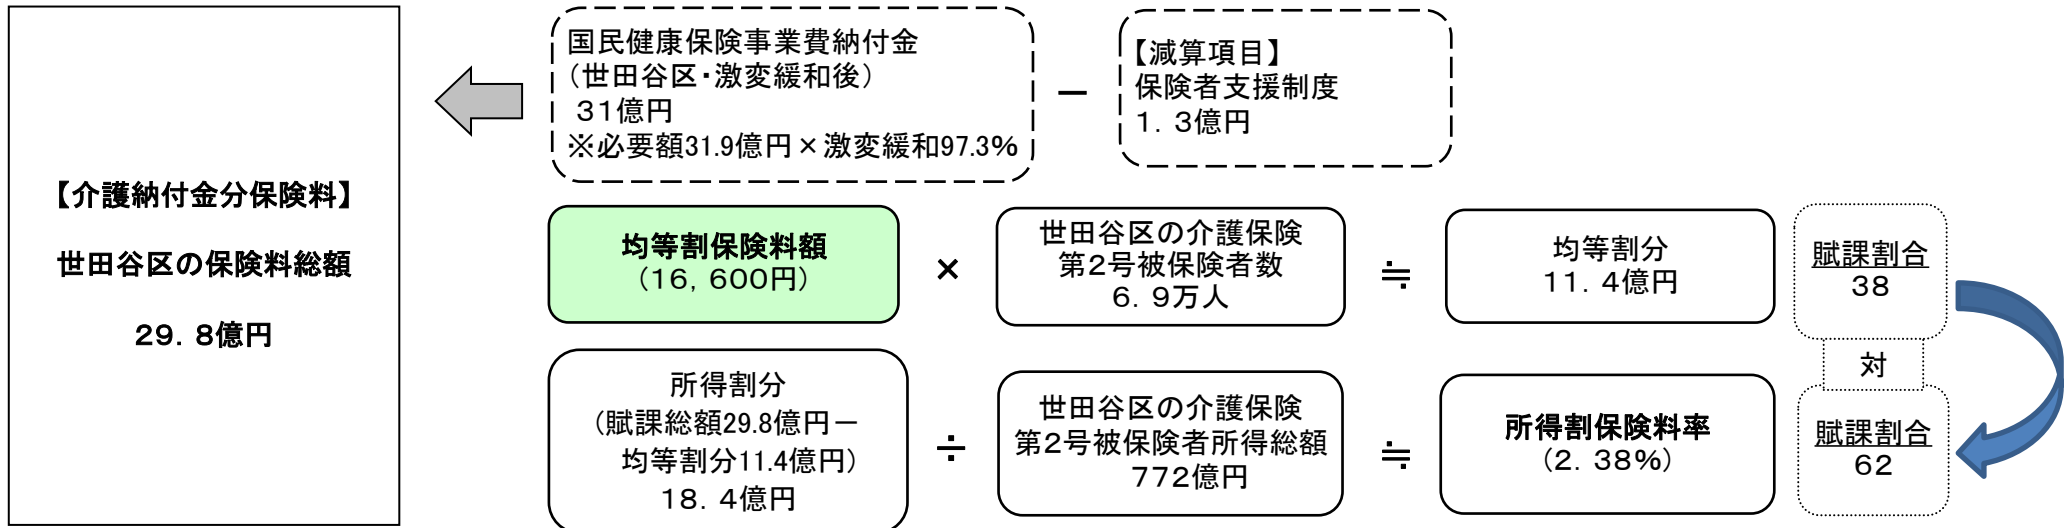 【介護納付金分保険料】
世田谷区の保険料総額
29．8億円
国民健康保険事業費納付金
（世田谷区・激変緩和後）
31億円
※必要額31.9億円×激変緩和97.3%
－
【減算項目】
保険者支援制度
1．3億円
均等割保険料額
（16，600円）
×
世田谷区の介護保険
第2号被保険者数
6．9万人
≒
均等割分
11．4億円
賦課割合
38
対
所得割分
（賦課総額29.8億円－
均等割分11.4億円）
18．4億円
÷
世田谷区の介護保険
第2号被保険者所得総額
772億円
≒
所得割保険料率
（2．38%）
賦課割合
62